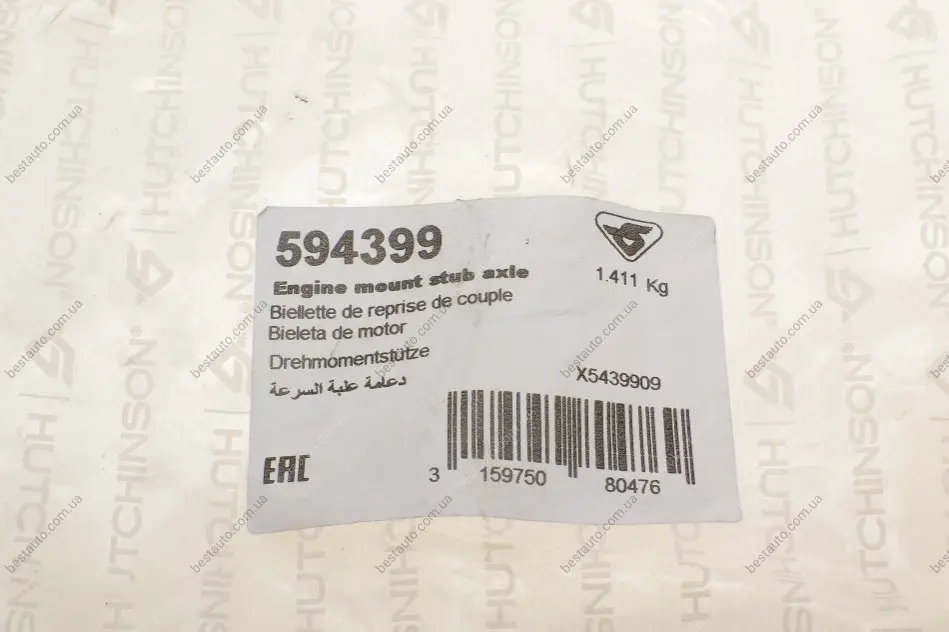 594399
1.411 Kg
Engine mount stub axle
Biellette de reprise de couple
Bieleta de motor
Drehmomentstütze
دعامة علبة السرعة
X5439909
EAC
3 159750 80476
HUTCHINSON®
bestauto.com.ua